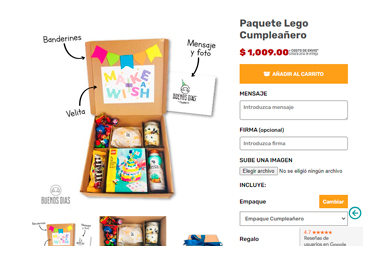 Paquete Lego
Cumpleañero
$ 1,009.00
+ COSTO DE ENVÍO*
AÑADIR AL CARRITO
MENSAJE
Introduzca mensaje
FIRMA (opcional)
Introduzca firma
SUBE UNA IMAGEN
Elegir archivo No se eligió ningún archivo
INCLUYE:
Empaque
Cambiar
Empaque Cumpleañero
Regalo
4.7 ★★★★★
Reseñas de
usuarios en Google
Banderines
Mensaje
y foto
Velita
MAKE
A
WISH
BUENOS DIAS
BUENOS DIAS